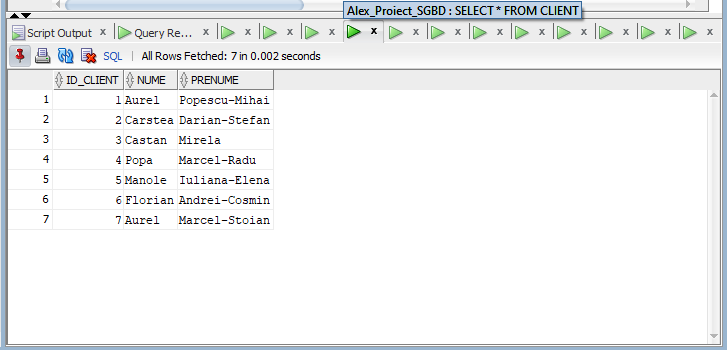 Alex_Proiect_SGBD : SELECT * FROM CLIENT
Script Output x Query Re... x x x x x x x x x x x x x x
SQL | All Rows Fetched: 7 in 0.002 seconds
ID_CLIENT NUME PRENUME
1 1 Aurel Popescu-Mihai
2 2 Carstea Darian-Stefan
3 3 Castan Mirela
4 4 Popa Marcel-Radu
5 5 Manole Iuliana-Elena
6 6 Florian Andrei-Cosmin
7 7 Aurel Marcel-Stoian